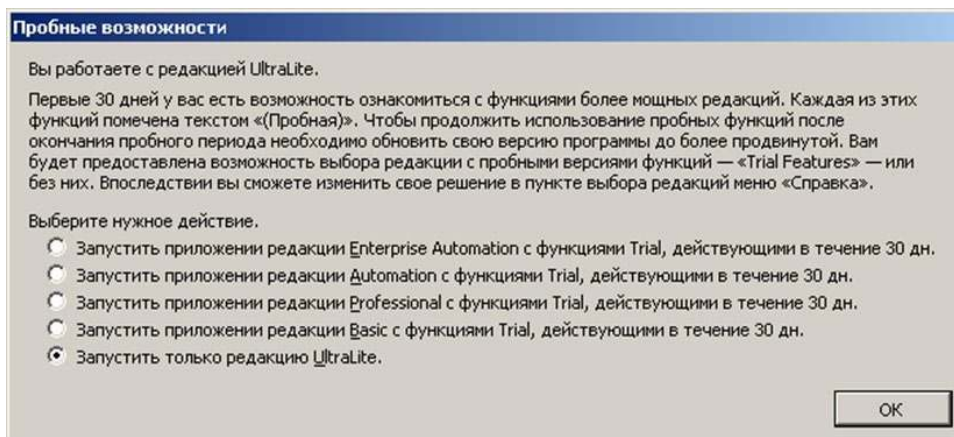 Пробные возможности
Вы работаете с редакцией UltraLite.
Первые 30 дней у вас есть возможность ознакомиться с функциями более мощных редакций. Каждая из этих
функций помечена текстом «(Пробная)». Чтобы продолжить использование пробных функций после
окончания пробного периода необходимо обновить свою версию программы до более продвинутой. Вам
будет предоставлена возможность выбора редакции с пробными версиями функций — «Trial Features» — или
без них. Впоследствии вы сможете изменить свое решение в пункте выбора редакций меню «Справка».
Выберите нужное действие.
Запустить приложении редакции Enterprise Automation с функциями Trial, действующими в течение 30 дн.
Запустить приложении редакции Automation с функциями Trial, действующими в течение 30 дн.
Запустить приложении редакции Professional с функциями Trial, действующими в течение 30 дн.
Запустить приложении редакции Basic с функциями Trial, действующими в течение 30 дн.
Запустить только редакцию UltraLite.
OK